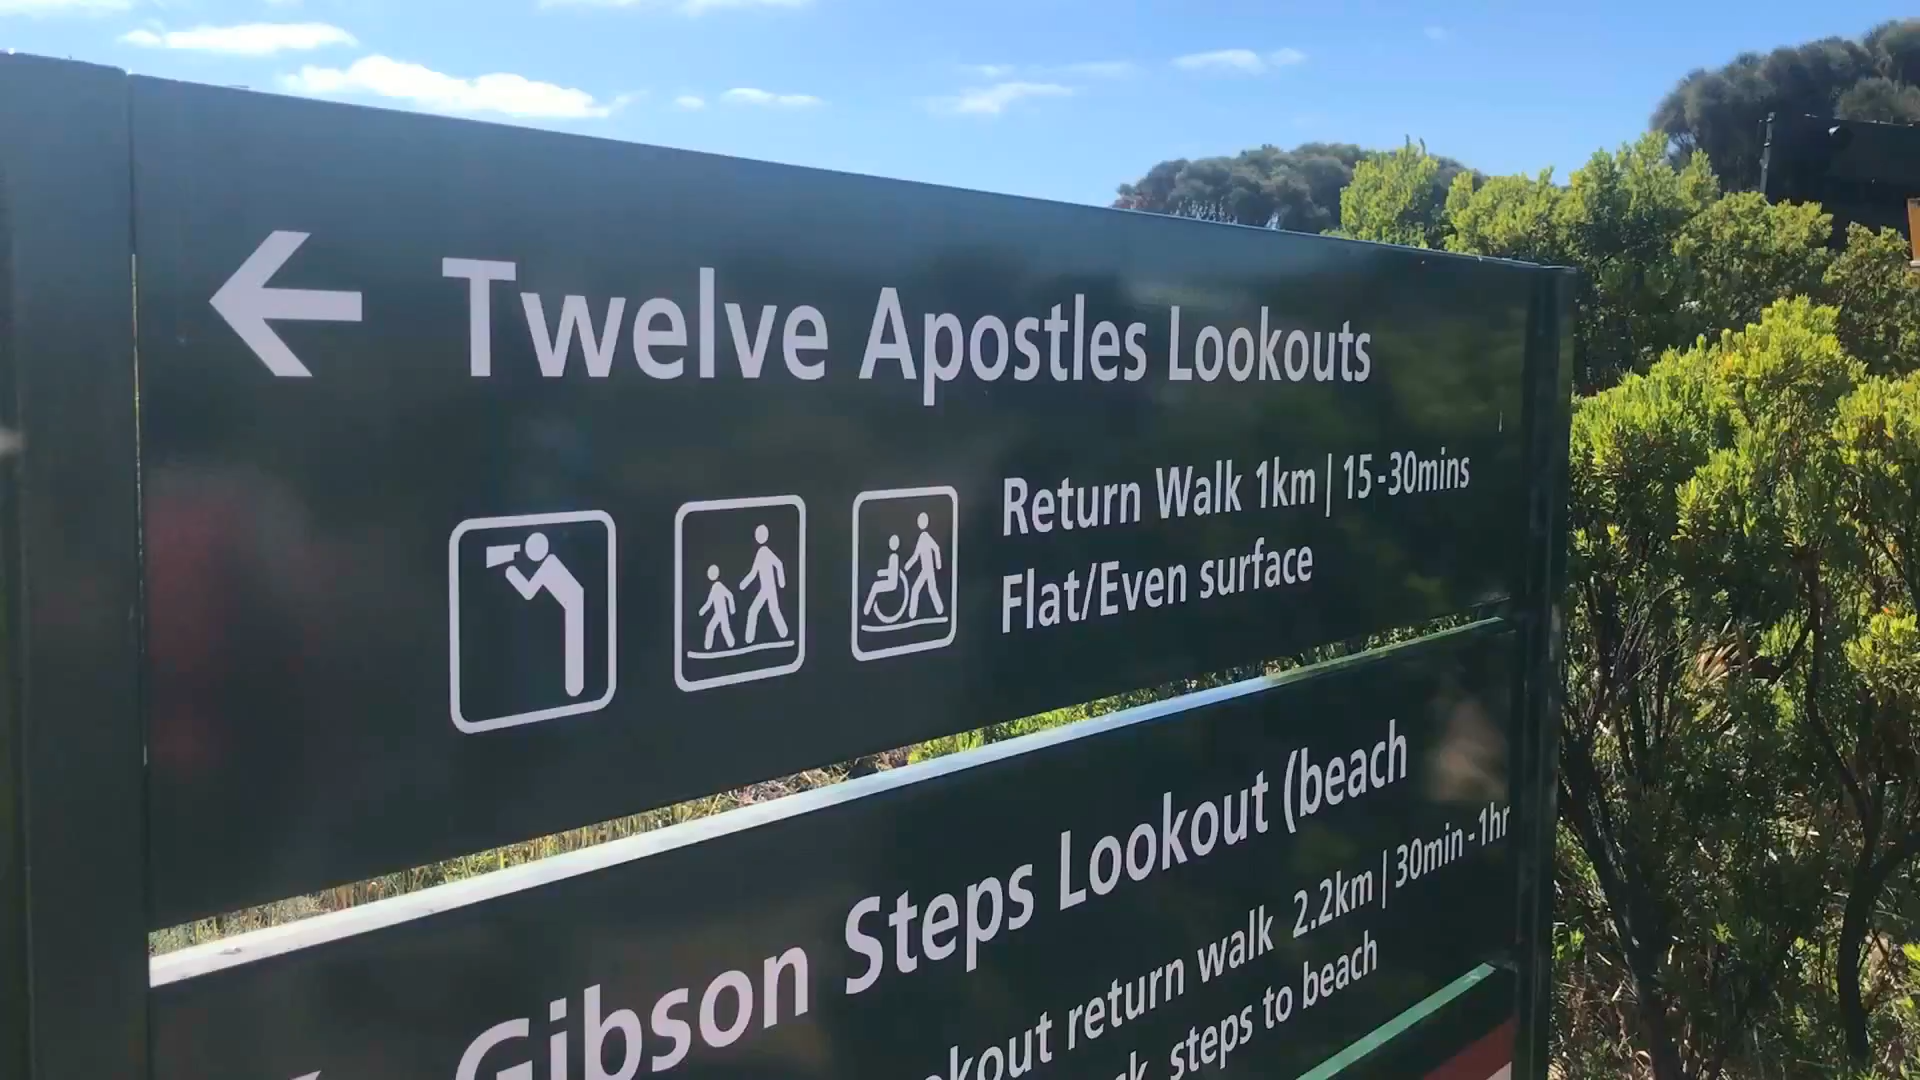 Twelve Apostles Lookouts
Return Walk 1km | 15-30mins
Flat/Even surface
Gibson Steps Lookout (beach
return walk 2.2km | 30min-1hr
steps to beach